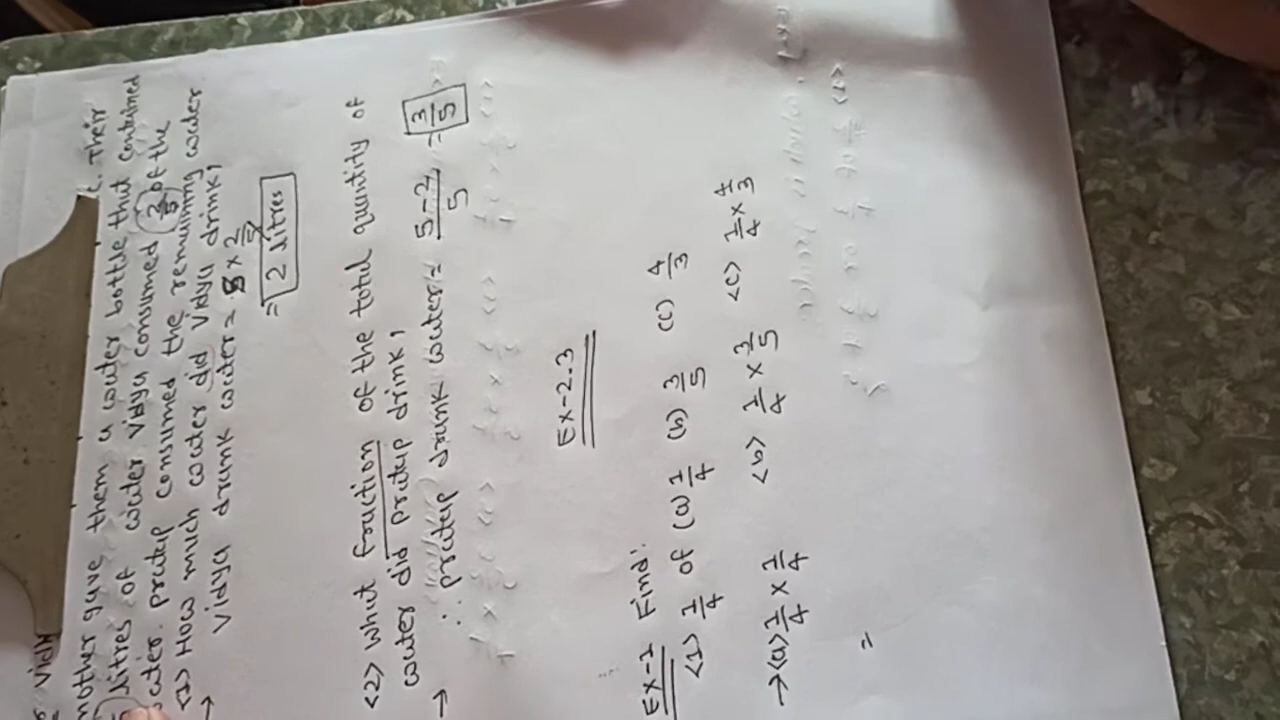 Vidy
mother gave them a water bottle that contained
litres of water. Vidya consumed 2/5 of the
water. pratap consumed the remaining water
<1> How much water did Vidya drink?
→ Vidya drank water = 5 × 2/5
= 2 litres
<2> What fraction of the total quantity of
water did pratap drink?
→ ∴ pratap drank water = 5-2/5 = 3/5
Ex-2.3
Ex-1 Find:
<1> 1/4 of (a) 1/4 (b) 3/5 (c) 4/3
→ <a> 1/4 × 1/4 <b> 1/4 × 3/5 <c> 1/4 × 4/3
=